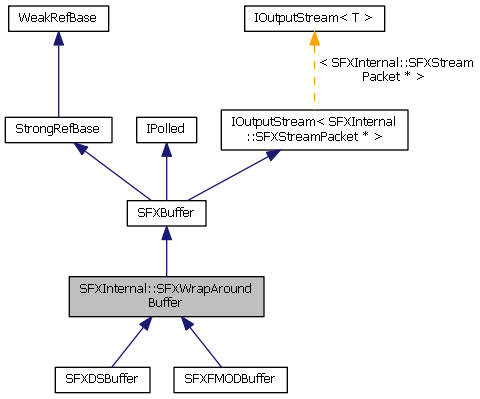 WeakRefBase
IOutputStream< T >
< SFXInternal::SFXStream
Packet * >
StrongRefBase
IPolled
IOutputStream< SFXInternal
::SFXStreamPacket * >
SFXBuffer
SFXInternal::SFXWrapAround
Buffer
SFXDSBuffer
SFXFMODBuffer